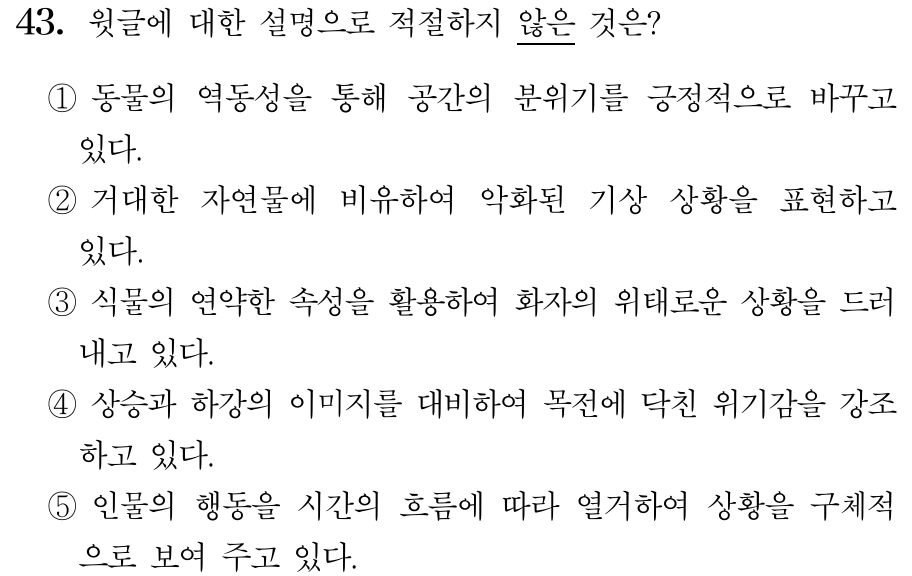 43. 윗글에 대한 설명으로 적절하지 않은 것은?
① 동물의 역동성을 통해 공간의 분위기를 긍정적으로 바꾸고
있다.
② 거대한 자연물에 비유하여 악화된 기상 상황을 표현하고
있다.
③ 식물의 연약한 속성을 활용하여 화자의 위태로운 상황을 드러
내고 있다.
④ 상승과 하강의 이미지를 대비하여 목전에 닥친 위기감을 강조
하고 있다.
⑤ 인물의 행동을 시간의 흐름에 따라 열거하여 상황을 구체적
으로 보여 주고 있다.